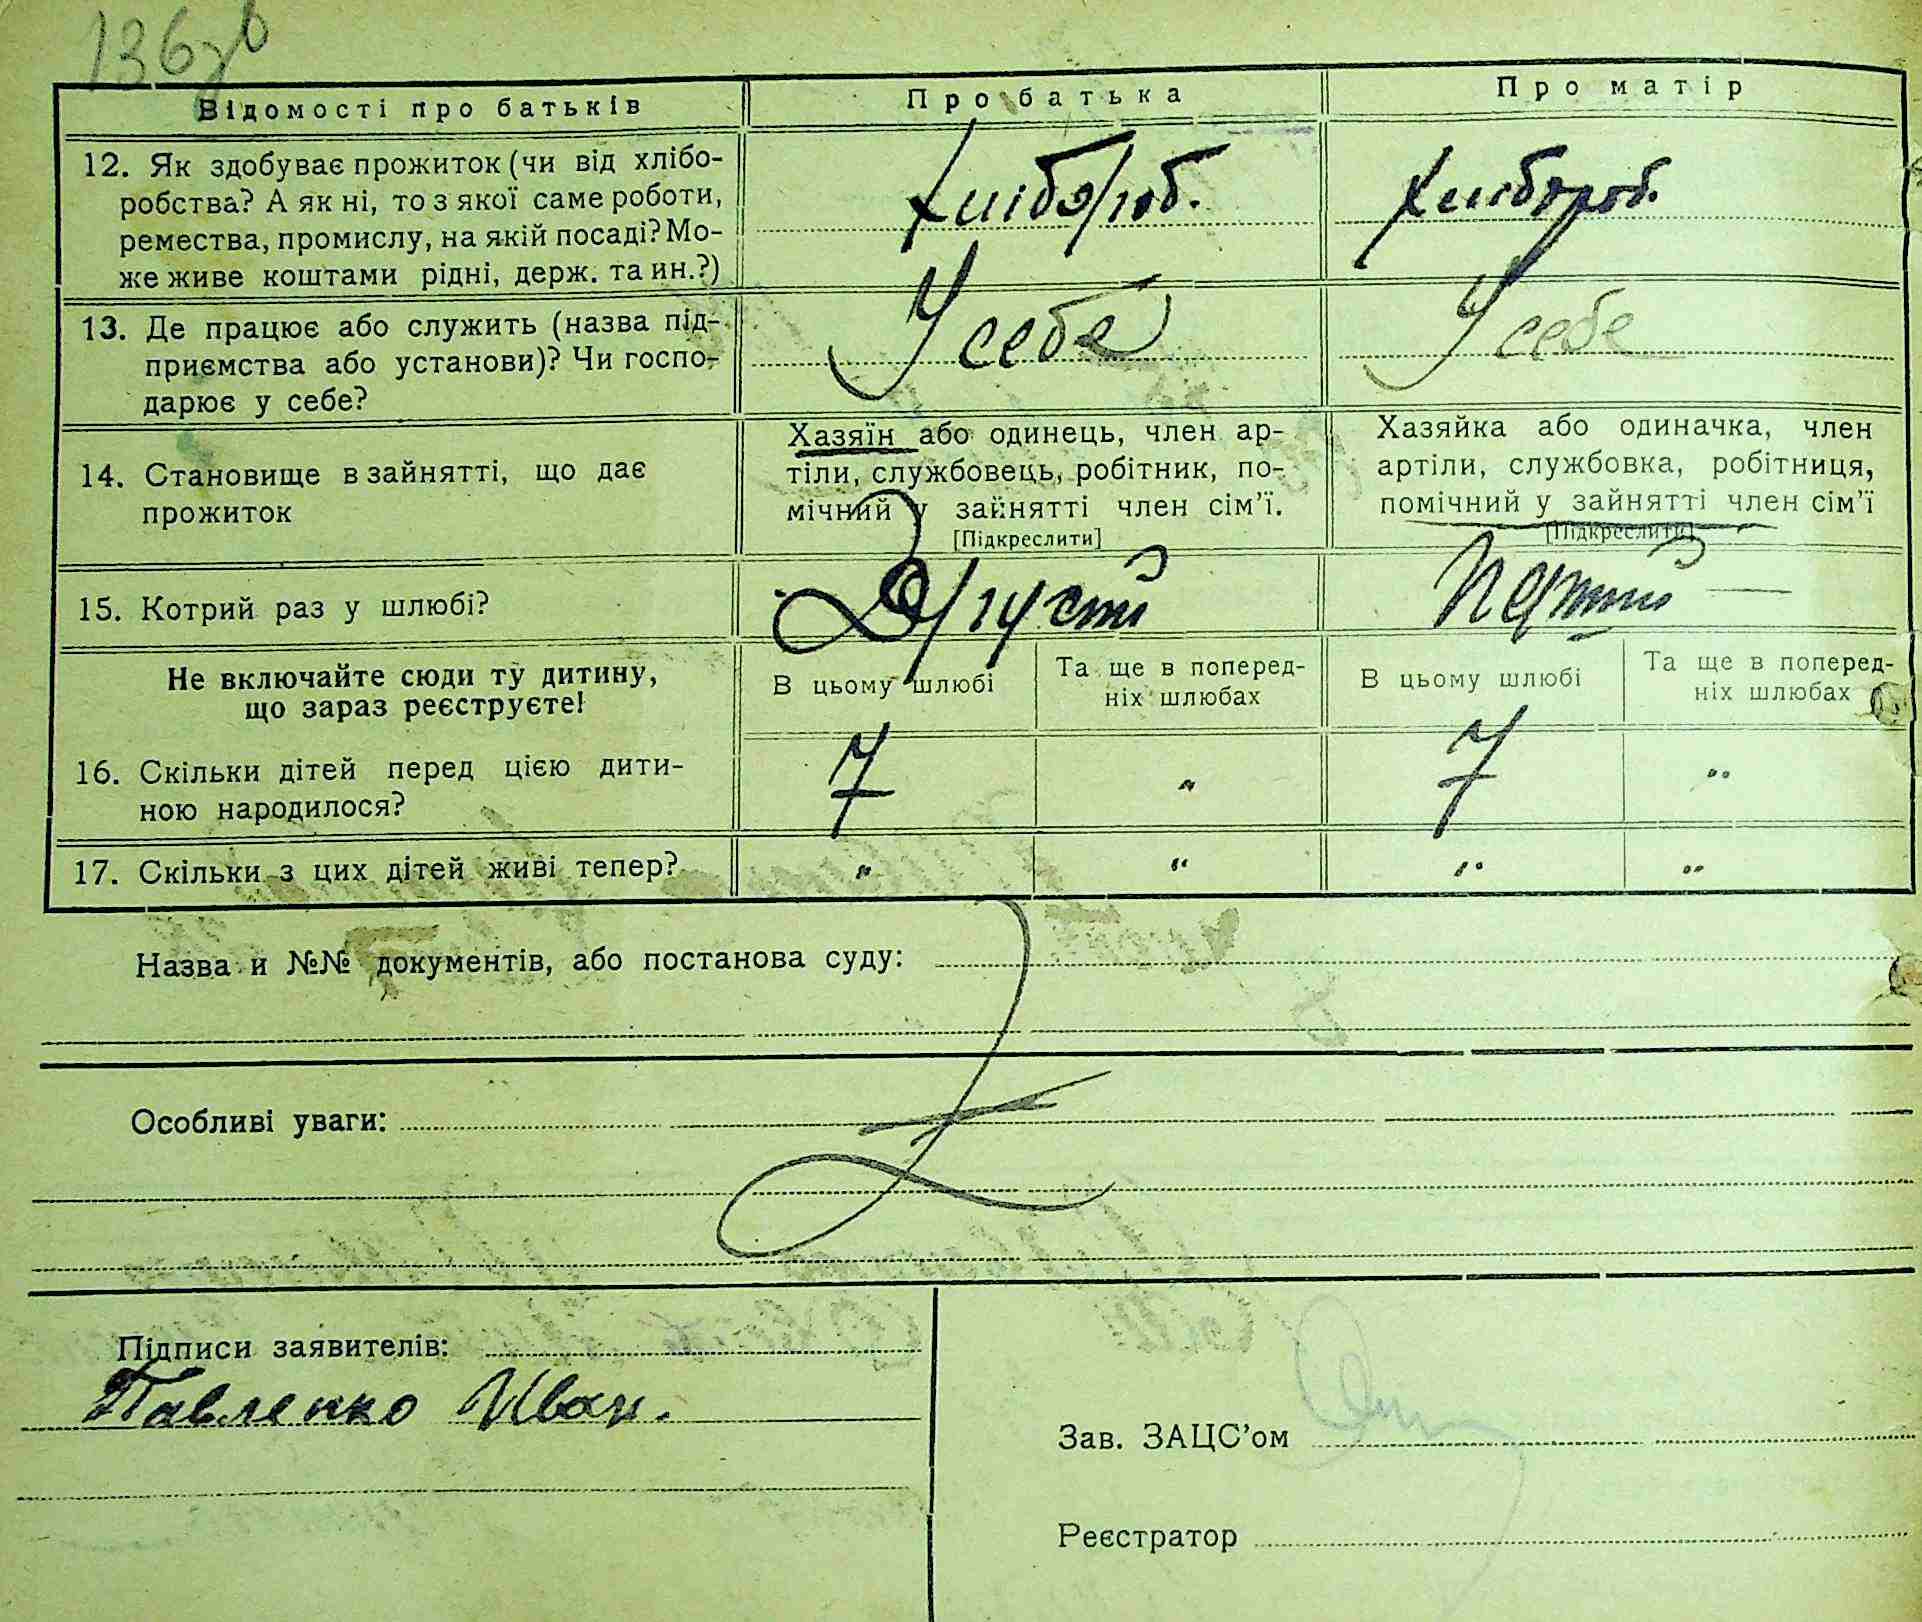 136зв
Відомості про батьків Про батька Про матір
12. Як здобуває прожиток (чи від хлібо-
робства? А як ні, то з якої саме роботи,
ремества, промислу, на якій посаді? Мо-
же живе коштами рідні, держ. та ин.?)
Хлібороб. Хлібороб.
13. Де працює або служить (назва під-
приємства або установи)? Чи госпо-
дарює у себе?
У себе У себе
14. Становище в зайнятті, що дає
прожиток
Хазяїн або одинець, член ар-
тіли, службовець, робітник, по-
мічний у зайнятті член сім’ї.
[Підкреслити]
Хазяйка або одиначка, член
артіли, службовка, робітниця,
помічний у зайнятті член сім’ї
[Підкреслити]
15. Котрий раз у шлюбі?
Не включайте сюди ту дитину,
що зараз реєструєте!
В цьому шлюбі Та ще в поперед-
ніх шлюбах
В цьому шлюбі Та ще в поперед-
ніх шлюбах
16. Скільки дітей перед цією дити-
ною народилося?
7 " 7 "
17. Скільки з цих дітей живі тепер? " " " "
Назва и №№ документів, або постанова суду:
Особливі уваги:
Підписи заявителів:
Павленко Иван.
Зав. ЗАЦС’ом
Реєстратор